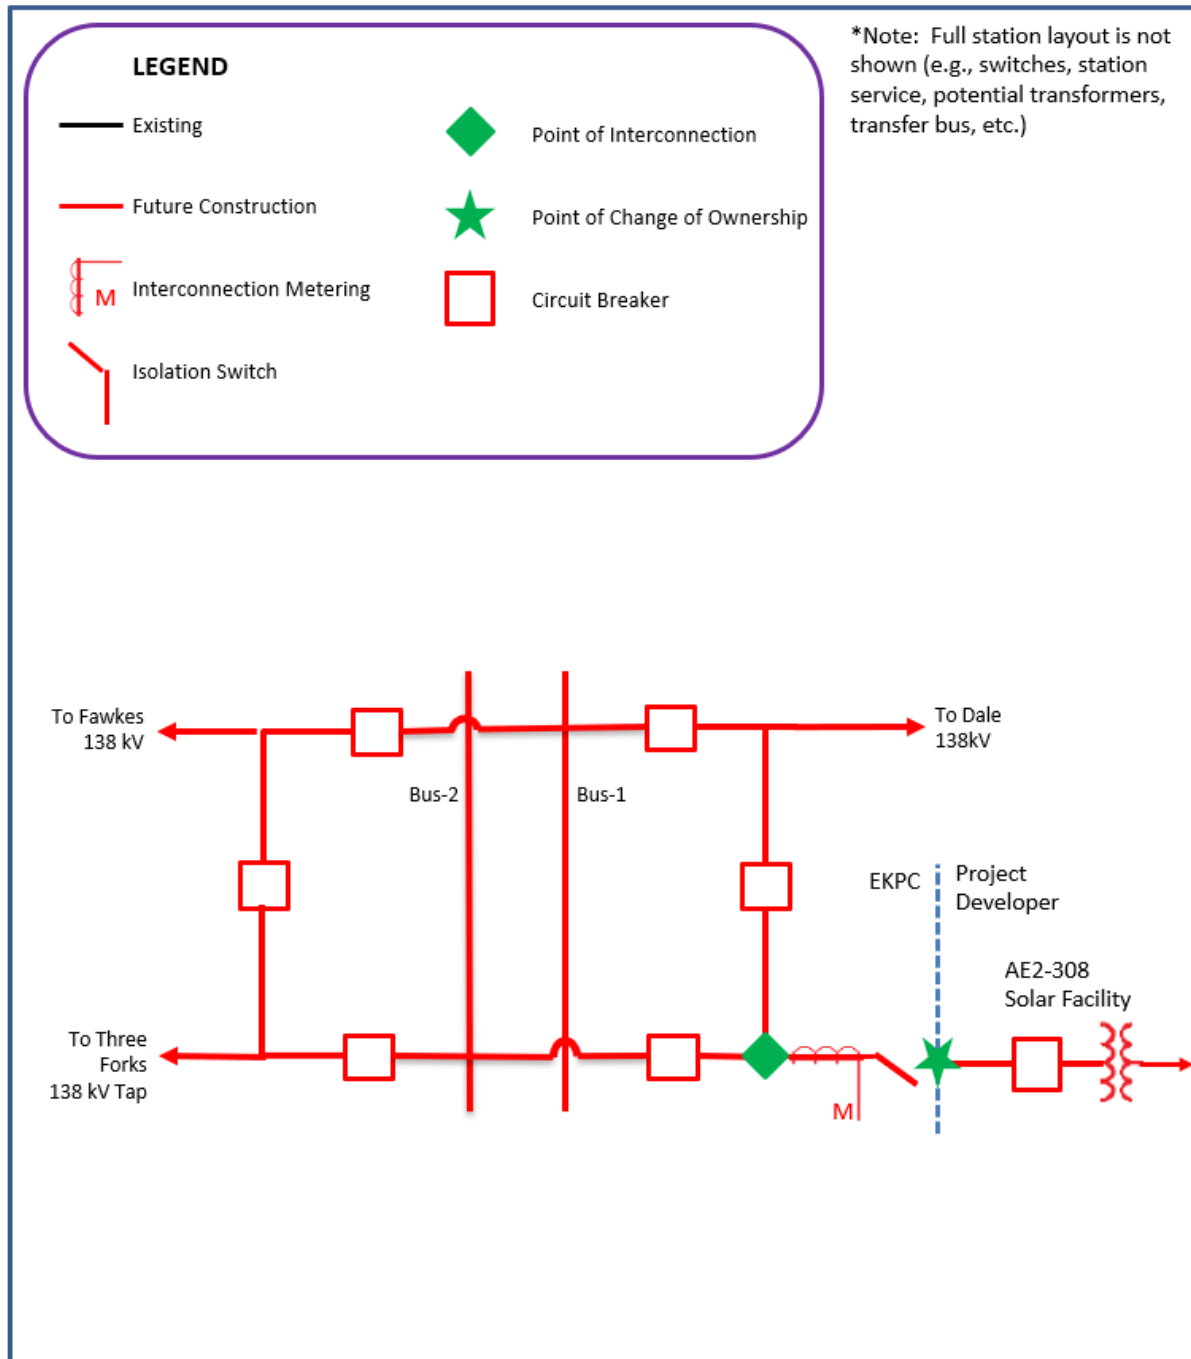 LEGEND
Existing
Future Construction
M
Interconnection Metering
Isolation Switch
Point of Interconnection
Point of Change of Ownership
Circuit Breaker
*Note: Full station layout is not
shown (e.g., switches, station
service, potential transformers,
transfer bus, etc.)
To Fawkes
138 kV
To Dale
138kV
Bus-2
Bus-1
EKPC
Project
Developer
AE2-308
Solar Facility
To Three
Forks
138 kV Tap
M